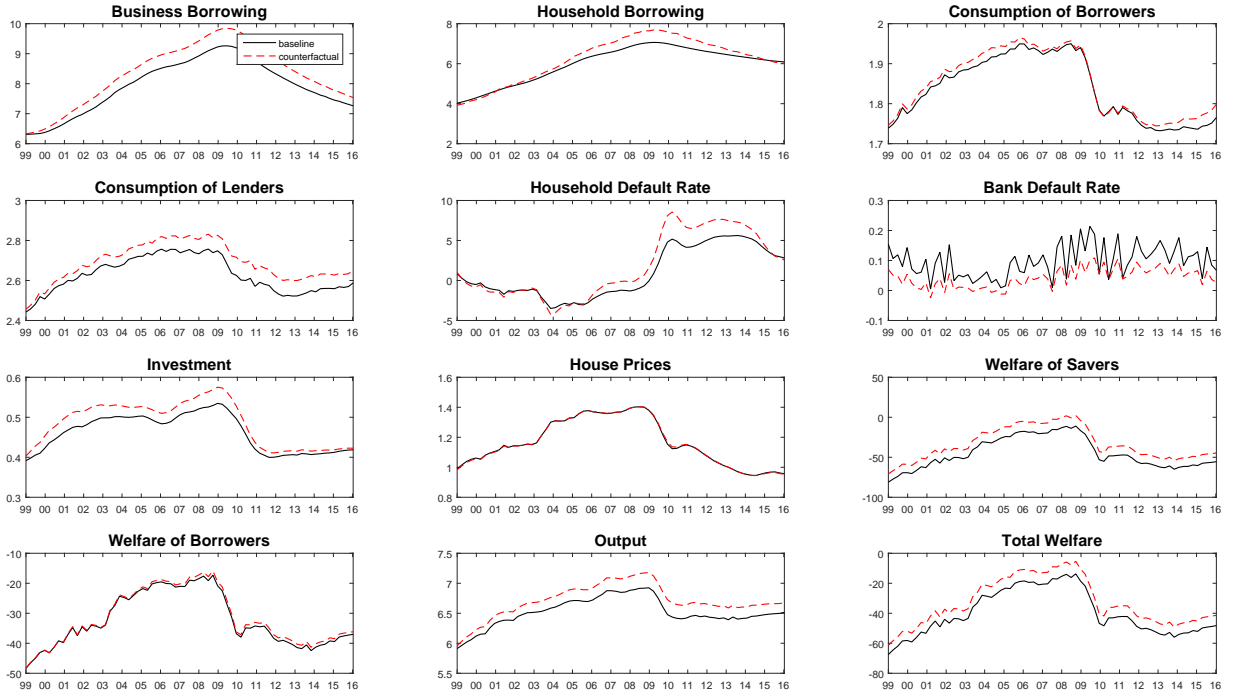 Business Borrowing
10
9
8
7
6
baseline
counterfactual
99 00 01 02 03 04 05 06 07 08 09 10 11 12 13 14 15 16
Household Borrowing
8
6
4
2
99 00 01 02 03 04 05 06 07 08 09 10 11 12 13 14 15 16
Consumption of Borrowers
2
1.9
1.8
1.7
99 00 01 02 03 04 05 06 07 08 09 10 11 12 13 14 15 16
Consumption of Lenders
3
2.8
2.6
2.4
99 00 01 02 03 04 05 06 07 08 09 10 11 12 13 14 15 16
Household Default Rate
10
5
0
-5
99 00 01 02 03 04 05 06 07 08 09 10 11 12 13 14 15 16
Bank Default Rate
0.3
0.2
0.1
0
-0.1
99 00 01 02 03 04 05 06 07 08 09 10 11 12 13 14 15 16
Investment
0.6
0.5
0.4
0.3
99 00 01 02 03 04 05 06 07 08 09 10 11 12 13 14 15 16
House Prices
1.4
1.2
1
0.8
99 00 01 02 03 04 05 06 07 08 09 10 11 12 13 14 15 16
Welfare of Savers
50
0
-50
-100
99 00 01 02 03 04 05 06 07 08 09 10 11 12 13 14 15 16
Welfare of Borrowers
-10
-20
-30
-40
-50
99 00 01 02 03 04 05 06 07 08 09 10 11 12 13 14 15 16
Output
7.5
7
6.5
6
5.5
99 00 01 02 03 04 05 06 07 08 09 10 11 12 13 14 15 16
Total Welfare
0
-20
-40
-60
-80
99 00 01 02 03 04 05 06 07 08 09 10 11 12 13 14 15 16